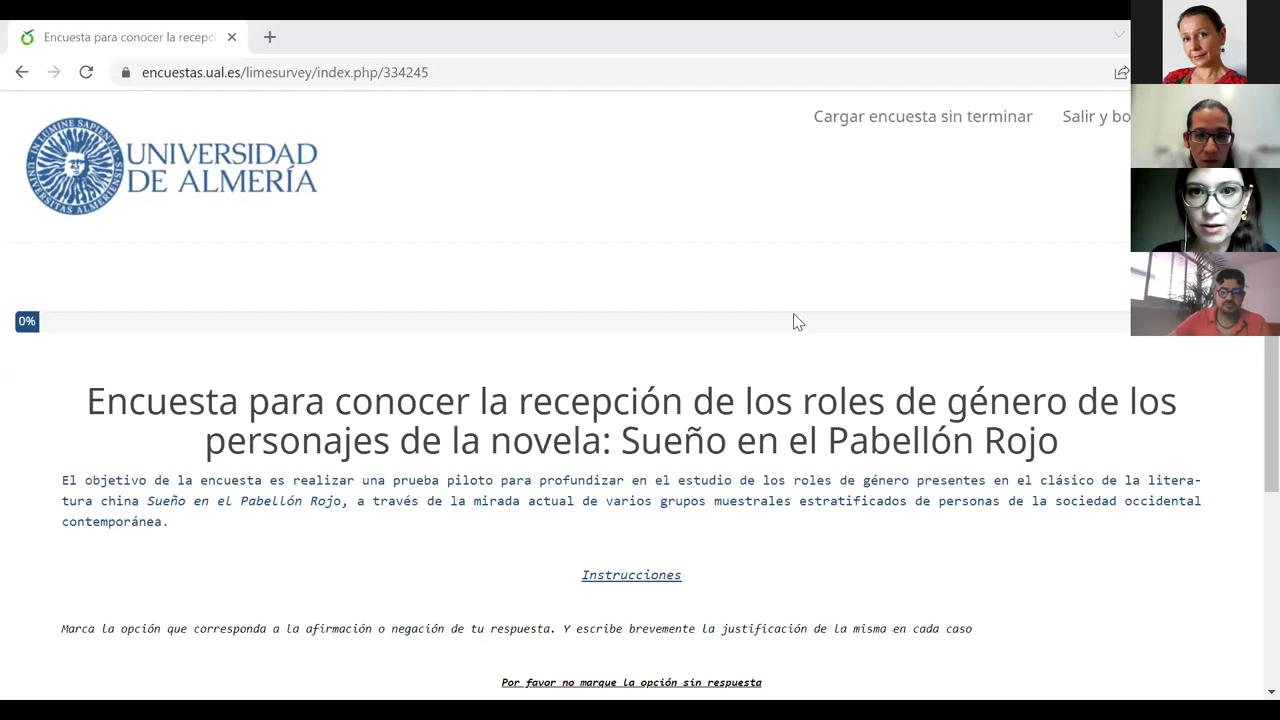 Encuesta para conocer la recepci
encuestas.ual.es/limesurvey/index.php/334245
Cargar encuesta sin terminar
Salir y bo
IN LUMINE SAPIENTIA
UNIVERSITAS ALMERIENSIS
UNIVERSIDAD
DE ALMERÍA
0%
Encuesta para conocer la recepción de los roles de género de los
personajes de la novela: Sueño en el Pabellón Rojo
El objetivo de la encuesta es realizar una prueba piloto para profundizar en el estudio de los roles de género presentes en el clásico de la litera-
tura china Sueño en el Pabellón Rojo, a través de la mirada actual de varios grupos muestrales estratificados de personas de la sociedad occidental
contemporánea.
Instrucciones
Marca la opción que corresponda a la afirmación o negación de tu respuesta. Y escribe brevemente la justificación de la misma en cada caso
Por favor no marque la opción sin respuesta